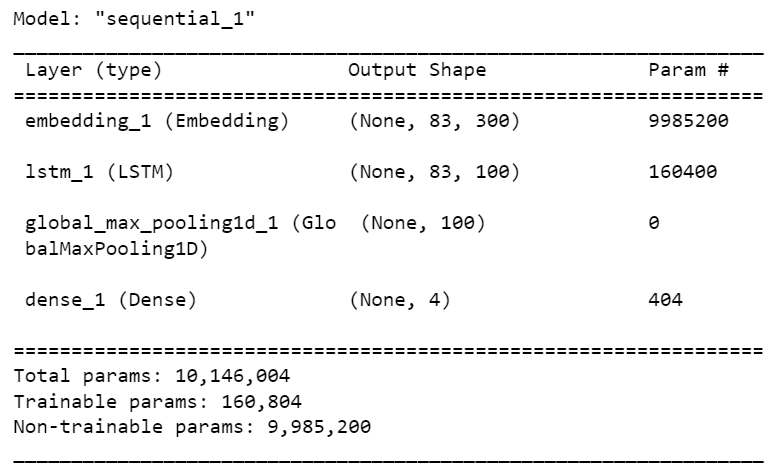 Model: "sequential_1"
Layer (type) Output Shape Param #
embedding_1 (Embedding) (None, 83, 300) 9985200
lstm_1 (LSTM) (None, 83, 100) 160400
global_max_pooling1d_1 (Glo (None, 100) 0
balMaxPooling1D)
dense_1 (Dense) (None, 4) 404
Total params: 10,146,004
Trainable params: 160,804
Non-trainable params: 9,985,200